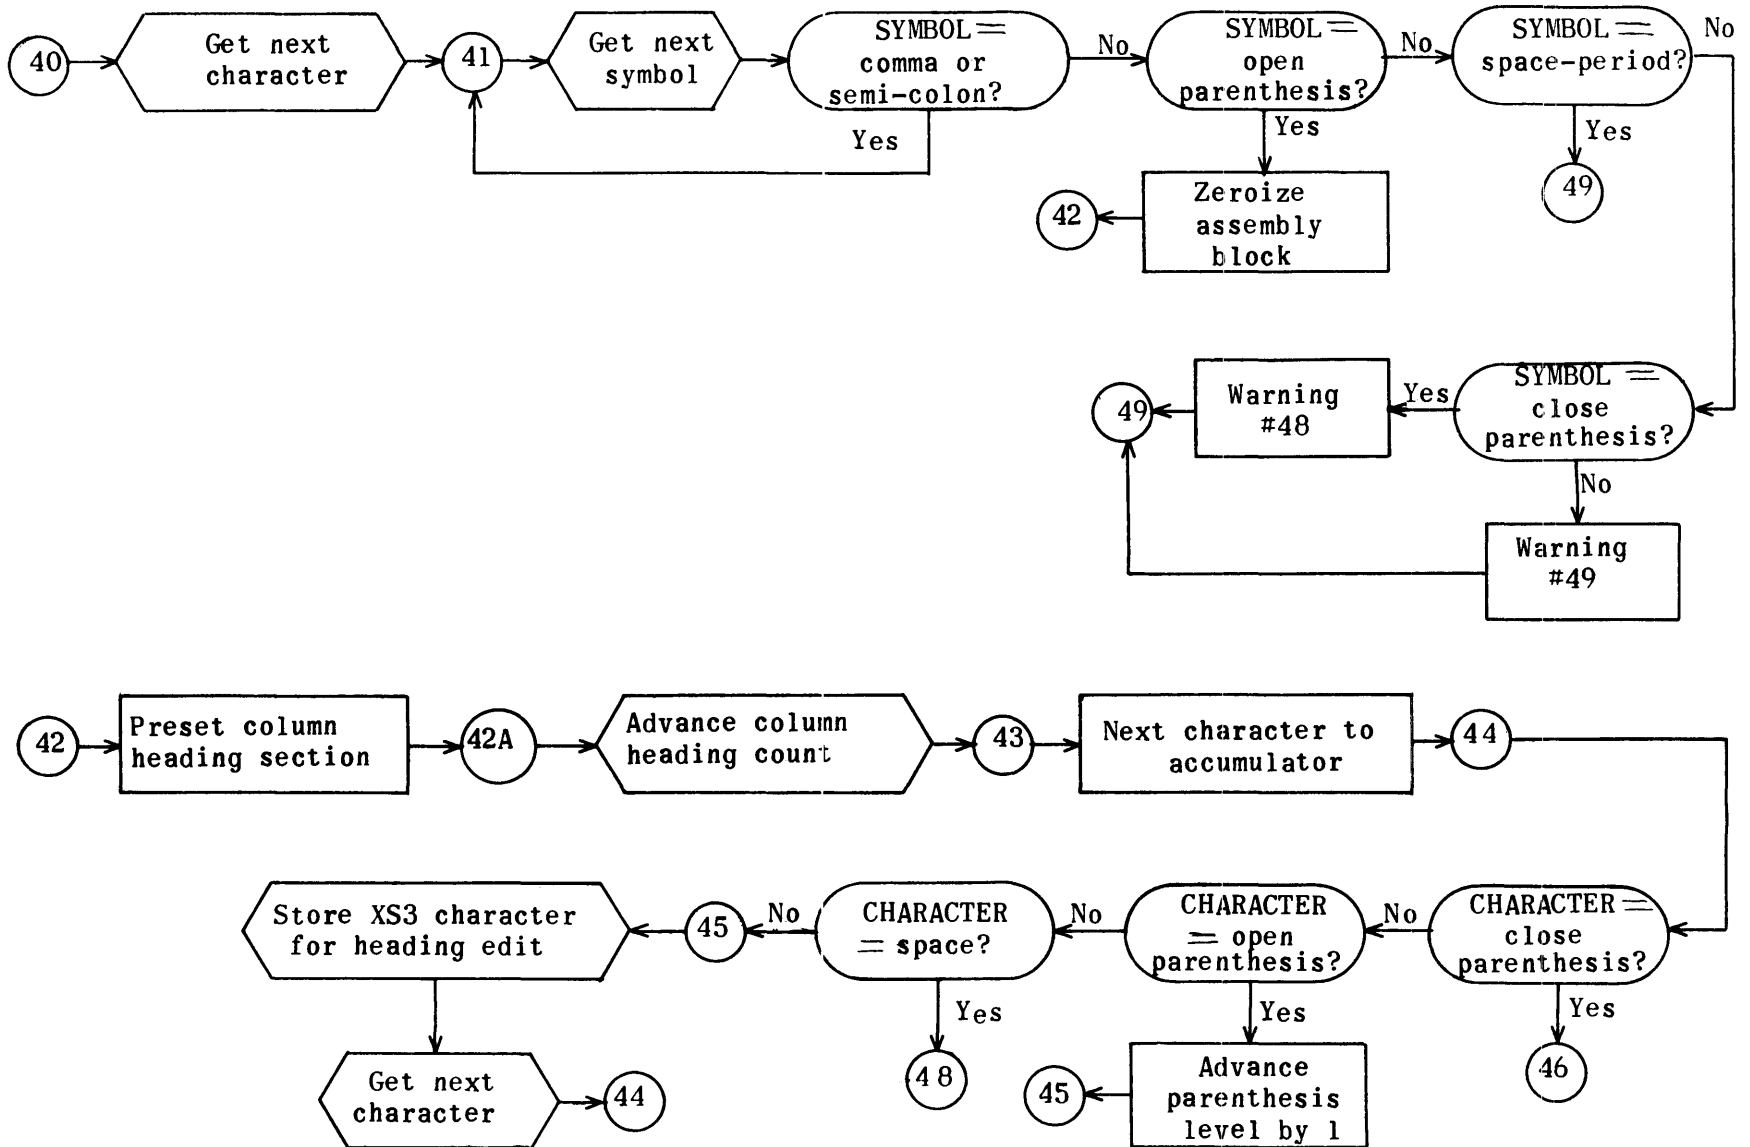 40
Get next
character
41
Get next
symbol
SYMBOL =
comma or
semi-colon?
Yes
No
SYMBOL =
open
parenthesis?
Yes
No
SYMBOL =
space-period?
Yes
No
49
Zeroize
assembly
block
42
SYMBOL =
close
parenthesis?
Yes
Warning
#48
49
No
Warning
#49
42
Preset column
heading section
42A
Advance column
heading count
43
Next character to
accumulator
44
CHARACTER =
close
parenthesis?
Yes
46
No
CHARACTER
= open
parenthesis?
Yes
Advance
parenthesis
level by 1
45
No
CHARACTER
= space?
Yes
48
No
45
Store XS3 character
for heading edit
Get next
character
44